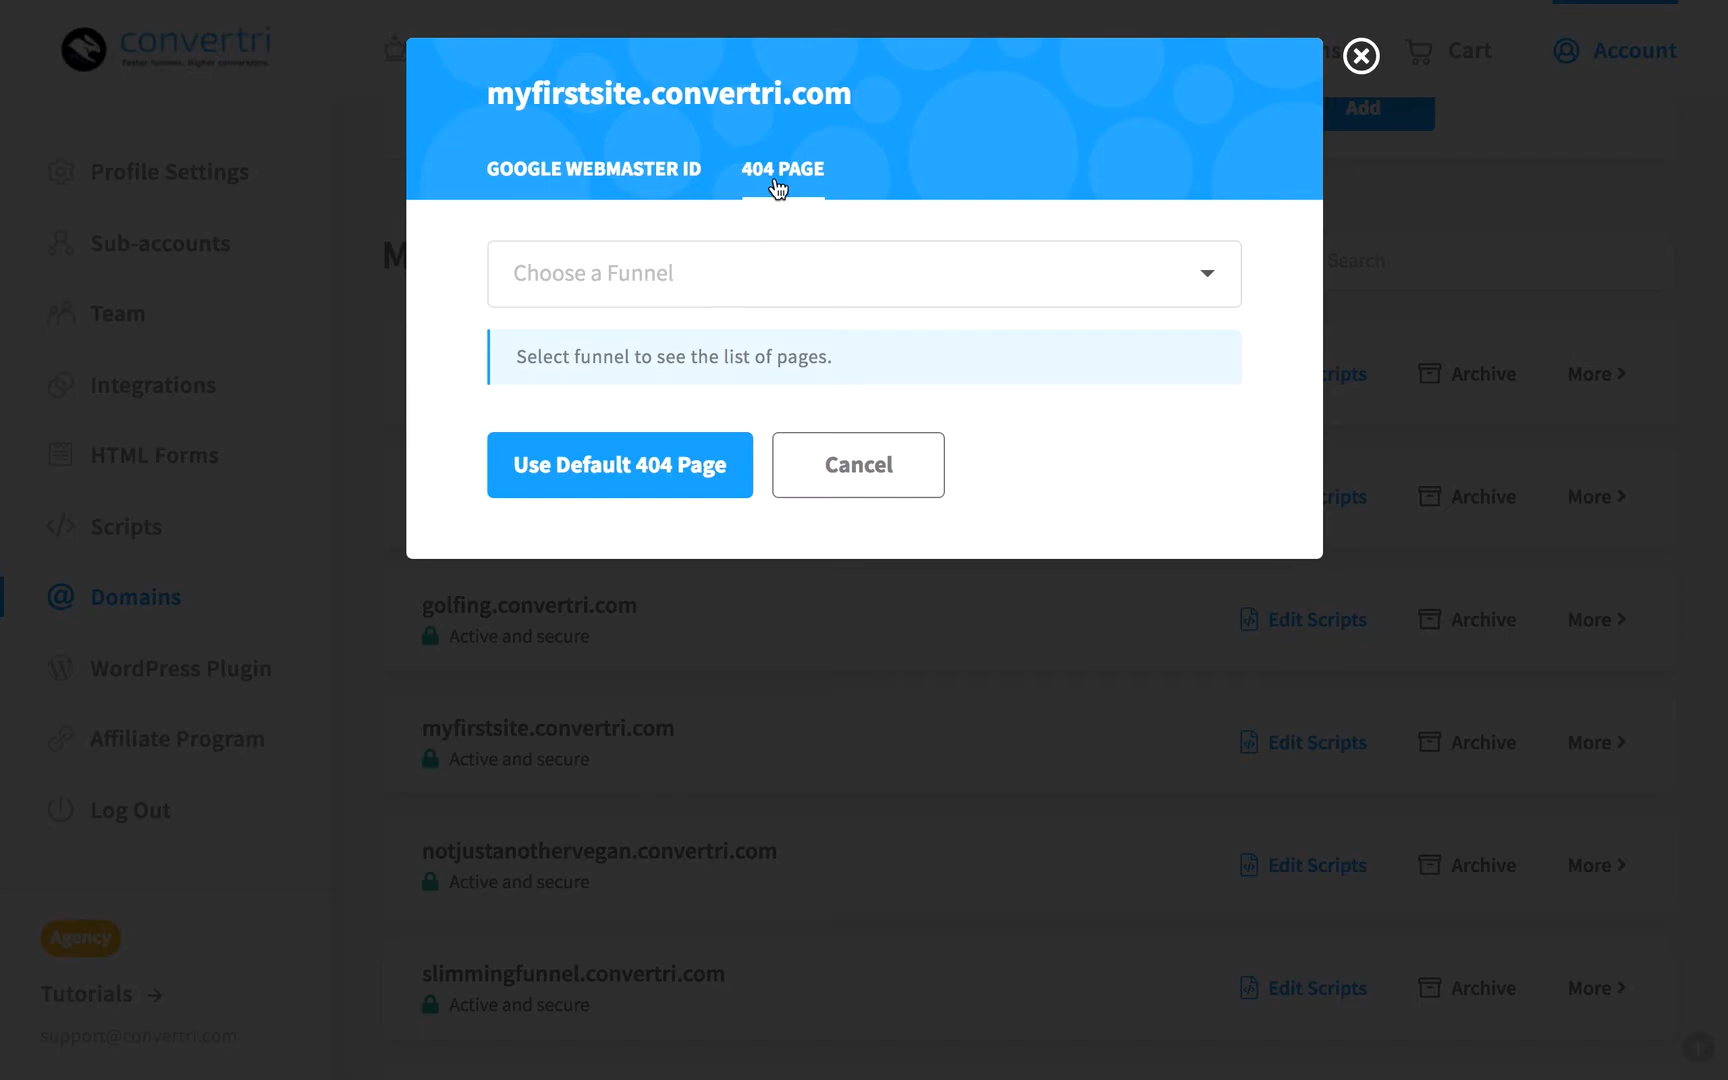 convertri
Faster funnels. Higher conversions.
Cart
Account
Add
Profile Settings
Sub-accounts
Team
Integrations
HTML Forms
Scripts
Domains
WordPress Plugin
Affiliate Program
Log Out
Agency
Tutorials →
support@convertri.com
myfirstsite.convertri.com
GOOGLE WEBMASTER ID
404 PAGE
Choose a Funnel
Select funnel to see the list of pages.
Use Default 404 Page
Cancel
Search
Archive
More >
Archive
More >
golfing.convertri.com
Active and secure
Edit Scripts
Archive
More >
myfirstsite.convertri.com
Active and secure
Edit Scripts
Archive
More >
notjustanothervegan.convertri.com
Active and secure
Edit Scripts
Archive
More >
slimmingfunnel.convertri.com
Active and secure
Edit Scripts
Archive
More >